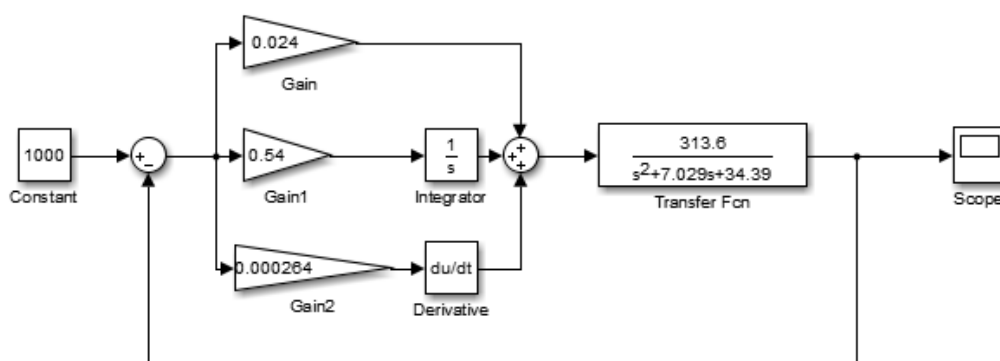 0.024
Gain
1000
+
−
0.54
1
s
+
+
+
313.6
s²+7.029s+34.39
Constant
Gain1
Integrator
Transfer Fcn
Scope
0.000264
du/dt
Gain2
Derivative